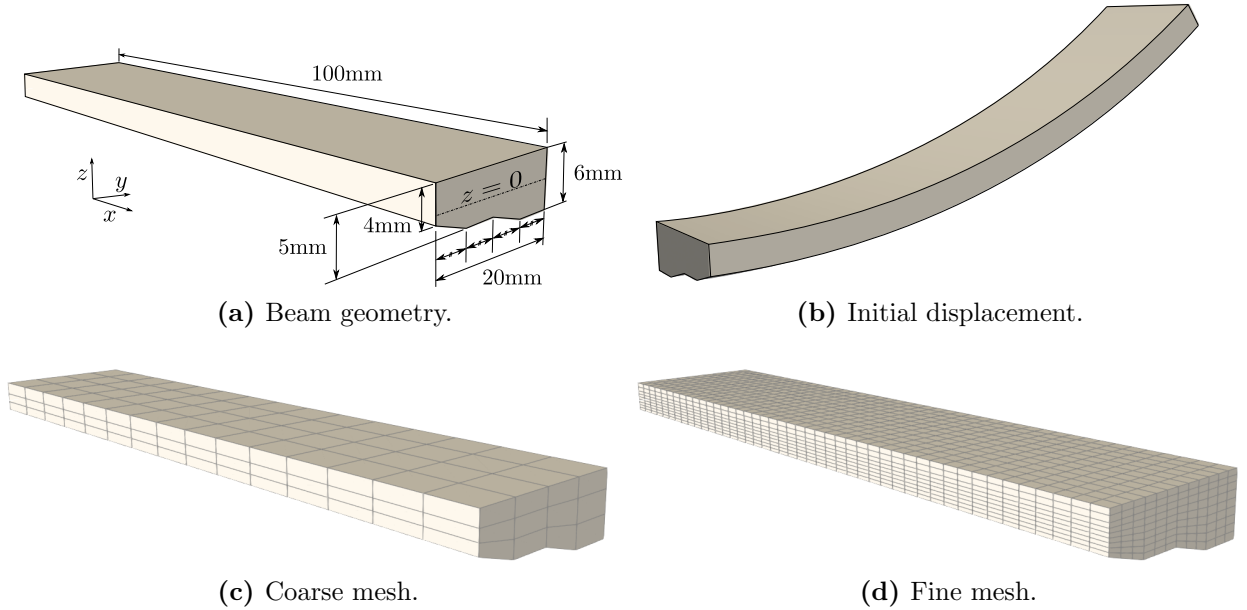 100mm
z
y
x
z = 0
6mm
4mm
5mm
20mm
(a) Beam geometry.
(b) Initial displacement.
(c) Coarse mesh.
(d) Fine mesh.